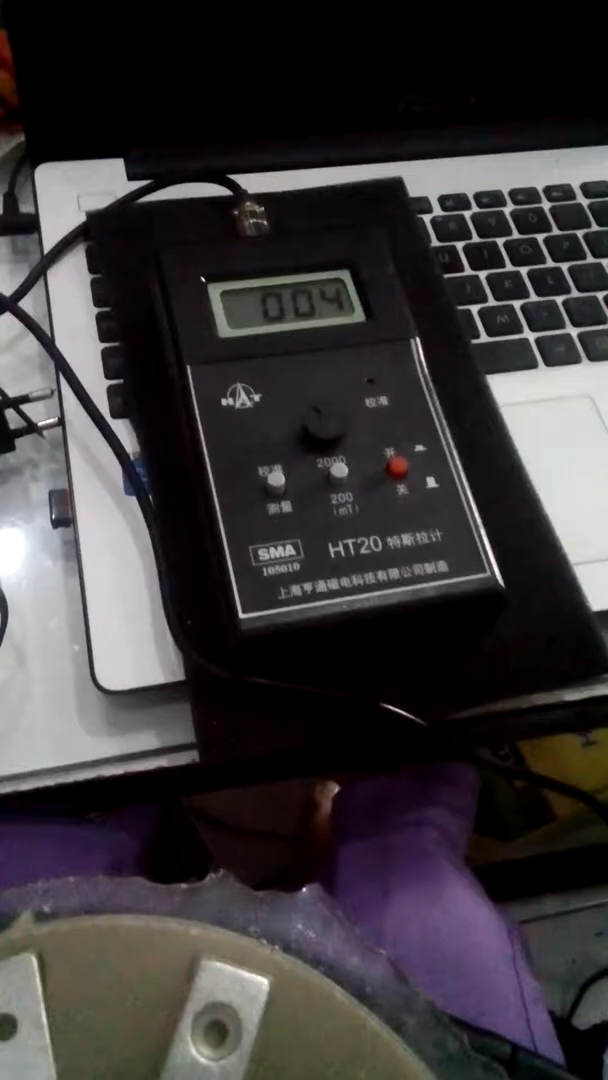 004
HAT
校准
校准
2000
开
测量
200
(mT)
关
SMA
105010
HT20 特斯拉计
上海亨通磁电科技有限公司制造